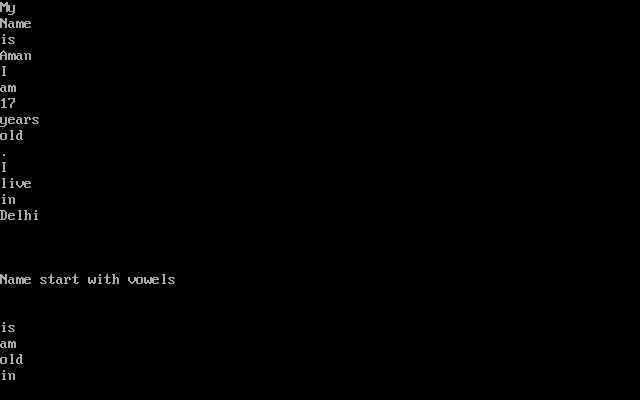 My
Name
is
Aman
I
am
17
years
old
.
I
live
in
Delhi
Name start with vowels
is
am
old
in